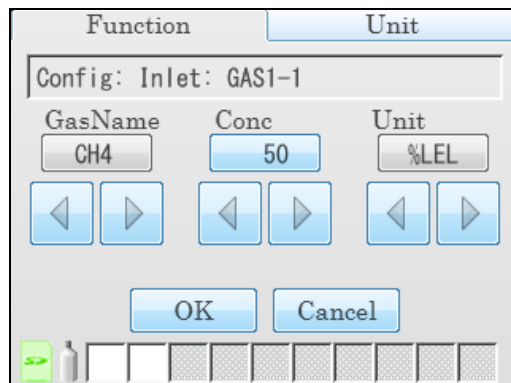 Function Unit
Config: Inlet: GAS1-1
GasName Conc Unit
CH4 50 %LEL
OK Cancel